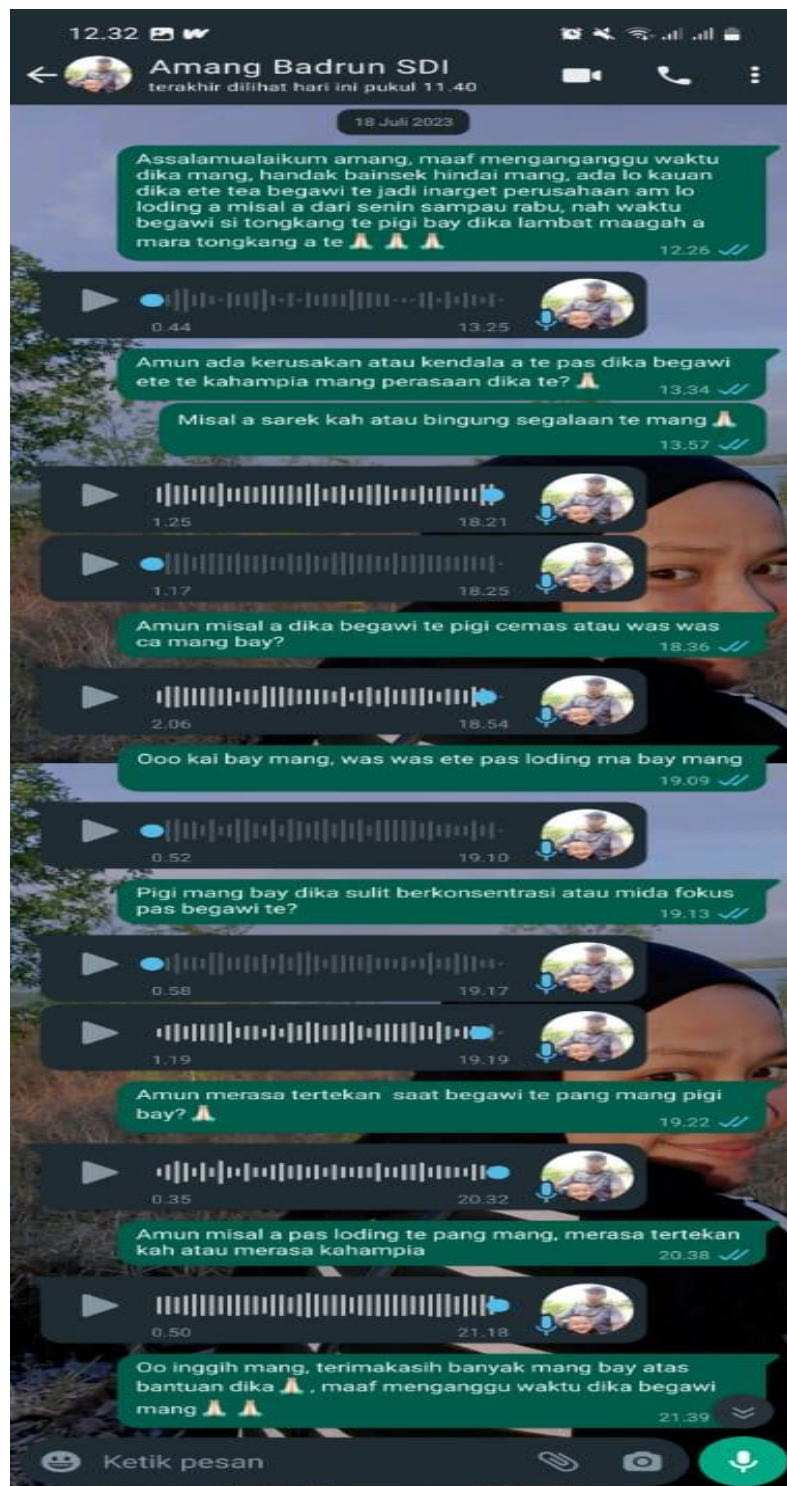 12.32
Amang Badrun SDI
terakhir dilihat hari ini pukul 11.40
18 Juli 2023
Assalamualaikum amang, maaf menganganggu waktu
dika mang, handak bainsek hindai mang, ada lo kauan
dika ete tea begawi te jadi inarget perusahaan am lo
loding a misal a dari senin sampau rabu, nah waktu
begawi si tongkang te pigi bay dika lambat maagah a
mara tongkang a te 🙏🏻 🙏🏻 🙏🏻
12.26
0.44 13.25
Amun ada kerusakan atau kendala a te pas dika begawi
ete te kahampia mang perasaan dika te? 🙏🏻
13.34
Misal a sarek kah atau bingung segalaan te mang 🙏🏻
13.57
1.25 18.21
1.17 18.25
Amun misal a dika begawi te pigi cemas atau was was
ca mang bay?
18.36
2.06 18.54
Ooo kai bay mang, was was ete pas loding ma bay mang
19.09
0.52 19.10
Pigi mang bay dika sulit berkonsentrasi atau mida fokus
pas begawi te?
19.13
0.58 19.17
1.19 19.19
Amun merasa tertekan saat begawi te pang mang pigi
bay? 🙏🏻
19.22
0.35 20.32
Amun misal a pas loding te pang mang, merasa tertekan
kah atau merasa kahampia
20.38
0.50 21.18
Oo inggih mang, terimakasih banyak mang bay atas
bantuan dika 🙏🏻 , maaf menganggu waktu dika begawi
mang 🙏🏻 🙏🏻
21.39
Ketik pesan